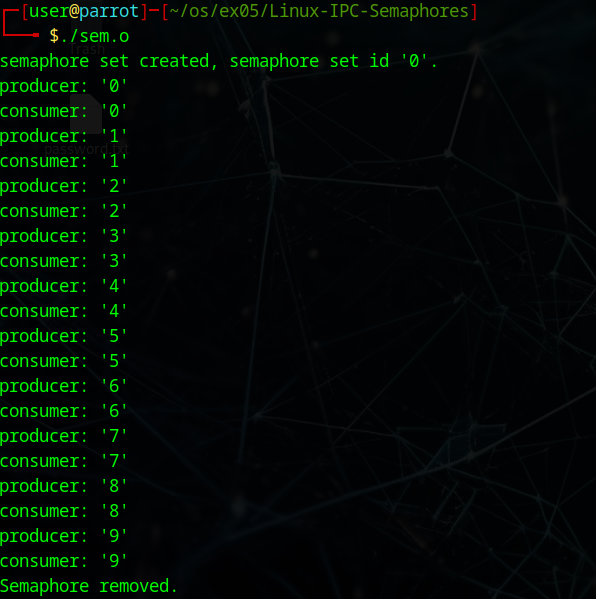 ┌─[user@parrot]─[~/os/ex05/Linux-IPC-Semaphores]
└──╼ $./sem.o
Trash
semaphore set created, semaphore set id '0'.
producer: '0'
consumer: '0'
producer: '1'
password.txt
consumer: '1'
producer: '2'
consumer: '2'
producer: '3'
consumer: '3'
producer: '4'
consumer: '4'
producer: '5'
consumer: '5'
producer: '6'
consumer: '6'
producer: '7'
consumer: '7'
producer: '8'
consumer: '8'
producer: '9'
consumer: '9'
Semaphore removed.